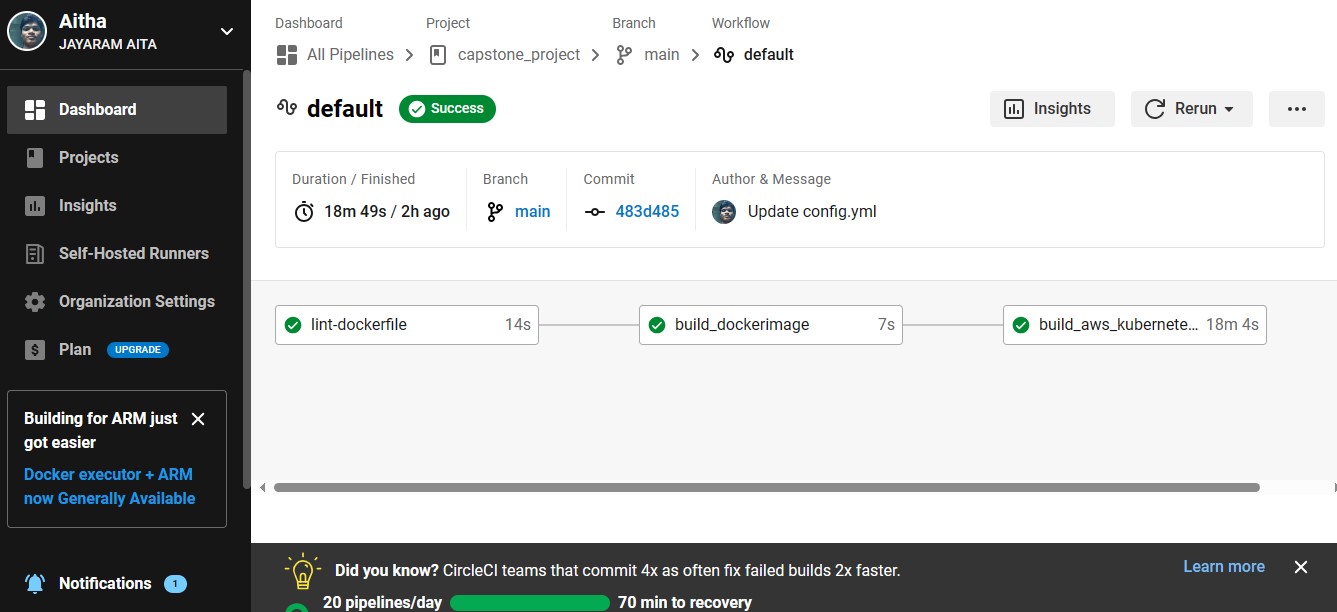 Aitha
JAYARAM AITA
Dashboard
Projects
Insights
Self-Hosted Runners
Organization Settings
Plan UPGRADE
Building for ARM just
got easier
Docker executor + ARM
now Generally Available
Notifications 1
Dashboard Project Branch Workflow
All Pipelines capstone_project main default
default Success Insights Rerun
Duration / Finished Branch Commit Author & Message
18m 49s / 2h ago main 483d485 Update config.yml
lint-dockerfile 14s build_dockerimage 7s build_aws_kubernete... 18m 4s
Did you know? CircleCI teams that commit 4x as often fix failed builds 2x faster. Learn more
20 pipelines/day 70 min to recovery